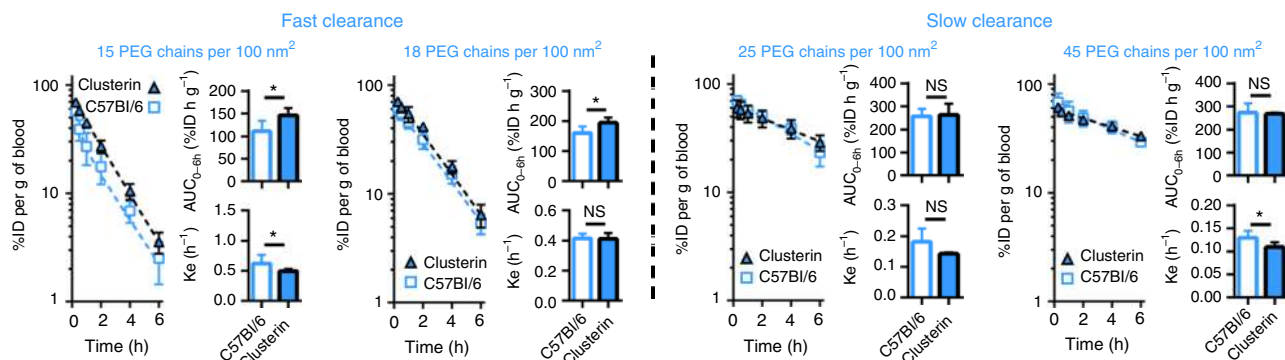 Fast clearance
Slow clearance
15 PEG chains per 100 nm²
18 PEG chains per 100 nm²
25 PEG chains per 100 nm²
45 PEG chains per 100 nm²
%ID per g of blood
100
10
1
0 2 4 6
Time (h)
Clusterin
C57Bl/6
AUC0–6h (%ID h g⁻¹)
200
150
100
50
0
*
Ke (h⁻¹)
1.5
1.0
0.5
0.0
*
C57Bl/6
Clusterin
%ID per g of blood
100
10
1
0 2 4 6
Time (h)
AUC0–6h (%ID h g⁻¹)
400
300
200
100
0
*
Ke (h⁻¹)
0.6
0.4
0.2
0.0
NS
C57Bl/6
Clusterin
%ID per g of blood
100
10
1
0 2 4 6
Time (h)
Clusterin
C57Bl/6
AUC0–6h (%ID h g⁻¹)
400
300
200
100
0
NS
Ke (h⁻¹)
0.3
0.2
0.1
0.0
NS
C57Bl/6
Clusterin
%ID per g of blood
100
10
1
0 2 4 6
Time (h)
Clusterin
C57Bl/6
AUC0–6h (%ID h g⁻¹)
400
300
200
100
0
NS
Ke (h⁻¹)
0.20
0.15
0.10
0.05
0.00
*
C57Bl/6
Clusterin